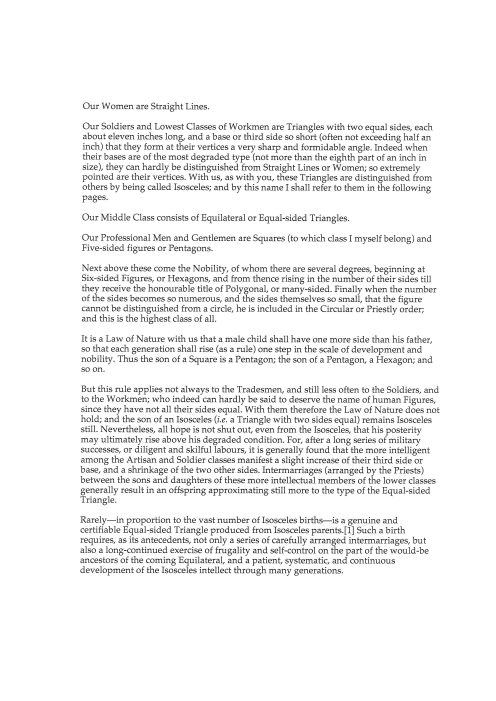 Our Women are Straight Lines.
Our Soldiers and Lowest Classes of Workmen are Triangles with two equal sides, each
about eleven inches long, and a base or third side so short (often not exceeding half an
inch) that they form at their vertices a very sharp and formidable angle. Indeed when
their bases are of the most degraded type (not more than the eighth part of an inch in
size), they can hardly be distinguished from Straight Lines or Women; so extremely
pointed are their vertices. With us, as with you, these Triangles are distinguished from
others by being called Isosceles; and by this name I shall refer to them in the following
pages.
Our Middle Class consists of Equilateral or Equal-sided Triangles.
Our Professional Men and Gentlemen are Squares (to which class I myself belong) and
Five-sided figures or Pentagons.
Next above these come the Nobility, of whom there are several degrees, beginning at
Six-sided Figures, or Hexagons, and from thence rising in the number of their sides till
they receive the honourable title of Polygonal, or many-sided. Finally when the number
of the sides becomes so numerous, and the sides themselves so small, that the figure
cannot be distinguished from a circle, he is included in the Circular or Priestly order;
and this is the highest class of all.
It is a Law of Nature with us that a male child shall have one more side than his father,
so that each generation shall rise (as a rule) one step in the scale of development and
nobility. Thus the son of a Square is a Pentagon; the son of a Pentagon, a Hexagon; and
so on.
But this rule applies not always to the Tradesmen, and still less often to the Soldiers, and
to the Workmen; who indeed can hardly be said to deserve the name of human Figures,
since they have not all their sides equal. With them therefore the Law of Nature does not
hold; and the son of an Isosceles (i.e. a Triangle with two sides equal) remains Isosceles
still. Nevertheless, all hope is not shut out, even from the Isosceles, that his posterity
may ultimately rise above his degraded condition. For, after a long series of military
successes, or diligent and skilful labours, it is generally found that the more intelligent
among the Artisan and Soldier classes manifest a slight increase of their third side or
base, and a shrinkage of the two other sides. Intermarriages (arranged by the Priests)
between the sons and daughters of these more intellectual members of the lower classes
generally result in an offspring approximating still more to the type of the Equal-sided
Triangle.
Rarely—in proportion to the vast number of Isosceles births—is a genuine and
certifiable Equal-sided Triangle produced from Isosceles parents.[1] Such a birth
requires, as its antecedents, not only a series of carefully arranged intermarriages, but
also a long-continued exercise of frugality and self-control on the part of the would-be
ancestors of the coming Equilateral, and a patient, systematic, and continuous
development of the Isosceles intellect through many generations.